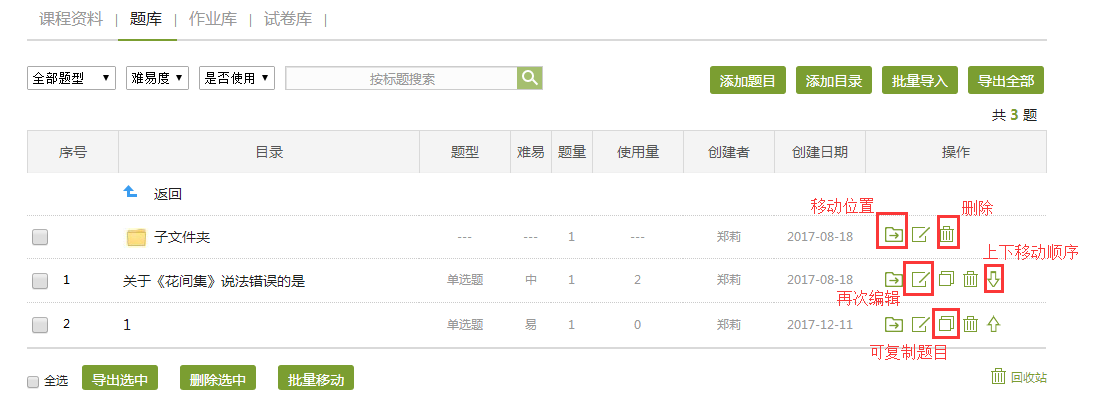 课程资料 | 题库 | 作业库 | 试卷库 |
全部题型 难易度 是否使用 按标题搜索 添加题目 添加目录 批量导入 导出全部
共 3 题
序号 目录 题型 难易 题量 使用量 创建者 创建日期 操作
返回
移动位置 删除
子文件夹 --- --- 1 --- 郑莉 2017-08-18
上下移动顺序
1 关于《花间集》说法错误的是 单选题 中 1 2 郑莉 2017-08-18
再次编辑
2 1 单选题 易 1 0 郑莉 2017-12-11
可复制题目
全选 导出选中 删除选中 批量移动 回收站